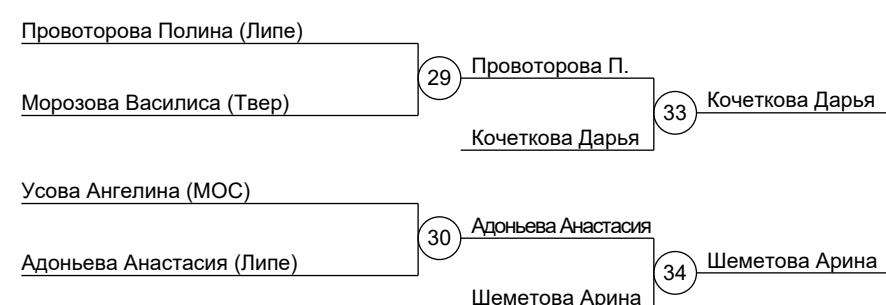 Провоторова Полина (Липе)
29
Провоторова П.
Морозова Василиса (Твер)
33
Кочеткова Дарья
Кочеткова Дарья
Усова Ангелина (МОС)
30
Адоньева Анастасия
Адоньева Анастасия (Липе)
34
Шеметова Арина
Шеметова Арина